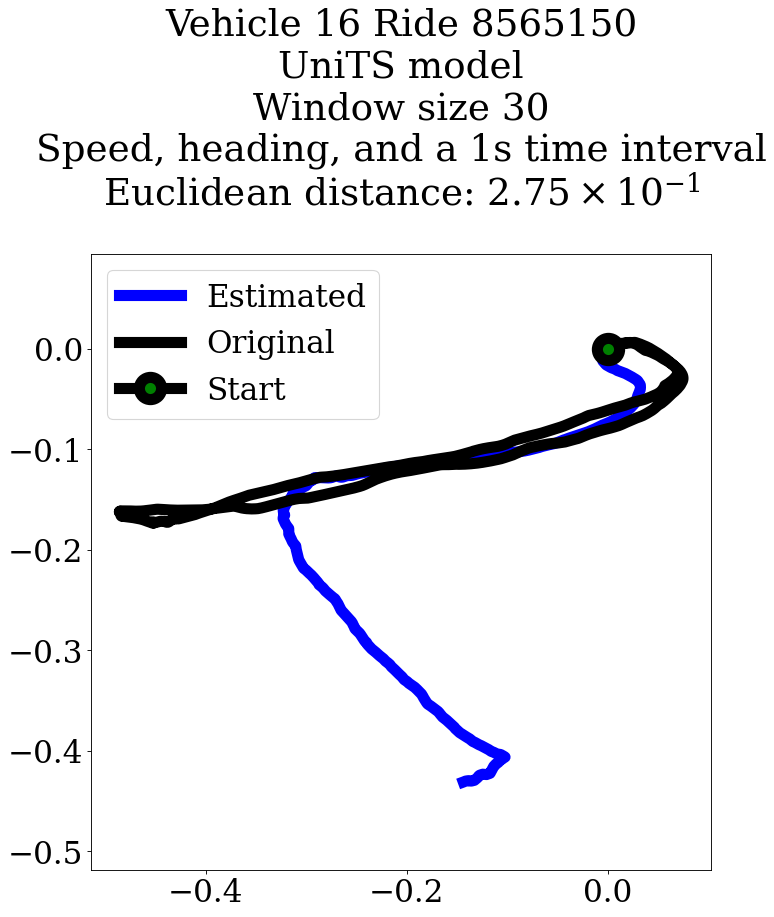 Vehicle 16 Ride 8565150
UniTS model
Window size 30
Speed, heading, and a 1s time interval
Euclidean distance: 2.75 × 10⁻¹
Estimated
Original
Start
0.0
−0.1
−0.2
−0.3
−0.4
−0.5
−0.4 −0.2 0.0